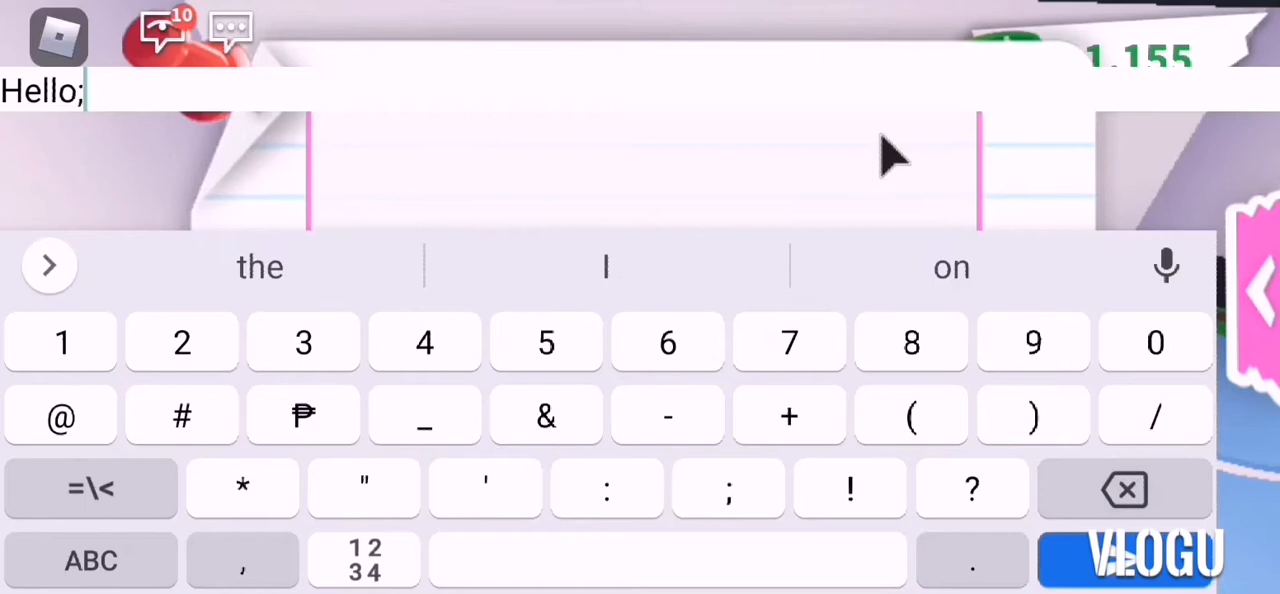 10
1,155
Hello;
the I on
1 2 3 4 5 6 7 8 9 0
@ # ₱ _ & - + ( ) /
=\< * " ' : ; ! ?
ABC , 12 34 .
VLOGU